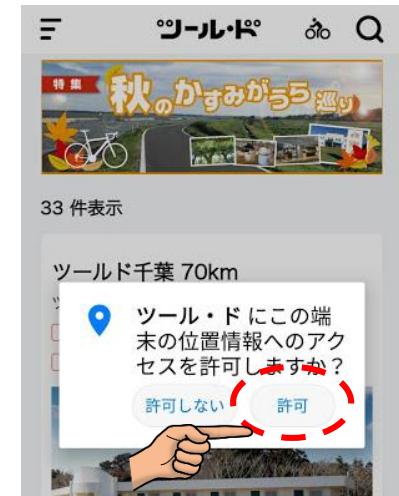 ツール・ド
特集
秋のかすみがうら巡り
33 件表示
ツールド千葉 70km
ツール・ド にこの端
末の位置情報へのアク
セスを許可しますか？
許可しない
許可